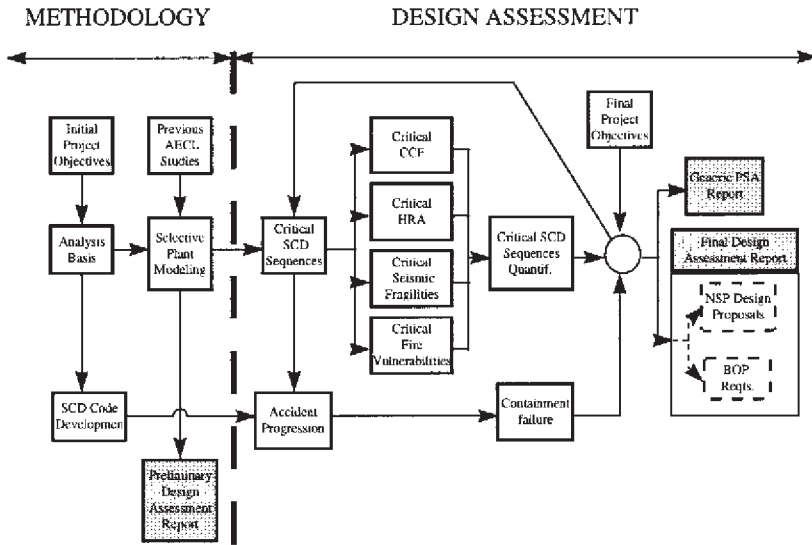 METHODOLOGY
DESIGN ASSESSMENT
Initial
Project
Objectives
Previous
AECL
Studies
Analysis
Basis
Selective
Plant
Modeling
SCD Code
Developmen
Preliminary
Design
Assessment
Report
Critical
SCD
Sequences
Accident
Progression
Critical
CCF
Critical
HRA
Critical
Seismic
Fragilities
Critical
Fire
Vulnerabilities
Critical SCD
Sequences
Quantif.
Containment
failure
Final
Project
Objectives
Generic PSA
Report
Final Design
Assessment Report
NSP Design
Proposals
BOP
Reqts.